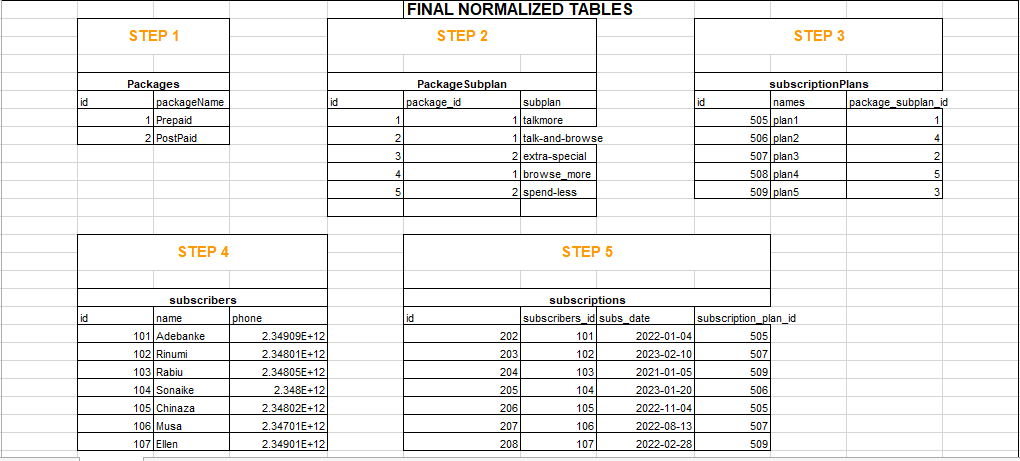 FINAL NORMALIZED TABLES
STEP 1 STEP 2 STEP 3
Packages PackageSubplan subscriptionPlans
id packageName id package_id subplan id names package_subplan_id
1 Prepaid 1 1 talkmore 505 plan1 1
2 PostPaid 2 1 talk-and-browse 506 plan2 4
3 2 extra-special 507 plan3 2
4 1 browse_more 508 plan4 5
5 2 spend-less 509 plan5 3
STEP 4 STEP 5
subscribers subscriptions
id name phone id subscribers_id subs_date subscription_plan_id
101 Adebanke 2.34909E+12 202 101 2022-01-04 505
102 Rinumi 2.34801E+12 203 102 2023-02-10 507
103 Rabiu 2.34805E+12 204 103 2021-01-05 509
104 Sonaike 2.348E+12 205 104 2023-01-20 506
105 Chinaza 2.34802E+12 206 105 2022-11-04 505
106 Musa 2.34701E+12 207 106 2022-08-13 507
107 Ellen 2.34901E+12 208 107 2022-02-28 509